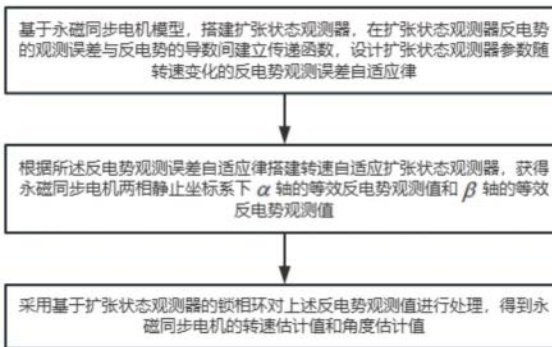 基于永磁同步电机模型，搭建扩张状态观测器，在扩张状态观测器反电势
的观测误差与反电势的导数间建立传递函数，设计扩张状态观测器参数随
转速变化的反电势观测误差自适应律
根据所述反电势观测误差自适应律搭建转速自适应扩张状态观测器，获得
永磁同步电机两相静止坐标系下 α 轴的等效反电势观测值和 β 轴的等效
反电势观测值
采用基于扩张状态观测器的锁相环对上述反电势观测值进行处理，得到永
磁同步电机的转速估计值和角度估计值